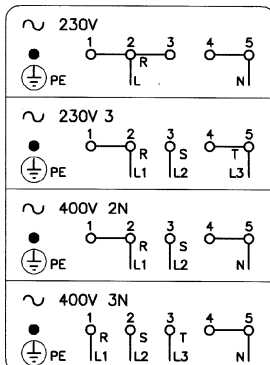 ∿ 230V
1 2 3 4 5
R
PE L N
∿ 230V 3
1 2 3 4 5
R S T
PE L1 L2 L3
∿ 400V 2N
1 2 3 4 5
R S
PE L1 L2 N
∿ 400V 3N
1 2 3 4 5
R S T
PE L1 L2 L3 N